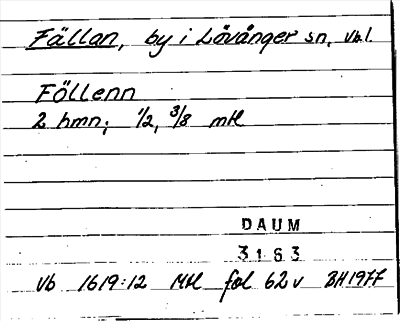 Fällan, by i Lövånger sn, Vbl.
Föllenn
2 hmn; 1/2, 3/8 mtl
DAUM
3163
Vb 1619:12 Mtl fol 62v BH1977